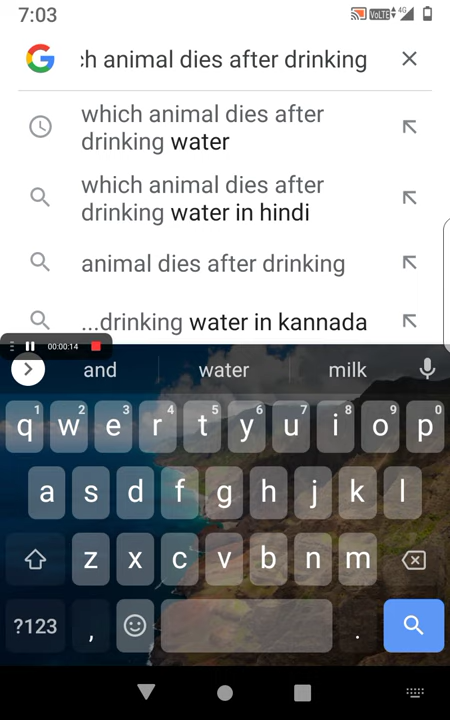 7:03
VoLTE 4G
ch animal dies after drinking
which animal dies after
drinking water
which animal dies after
drinking water in hindi
animal dies after drinking
...drinking water in kannada
00:00:14
and water milk
1 2 3 4 5 6 7 8 9 0
q w e r t y u i o p
a s d f g h j k l
z x c v b n m
?123 , .